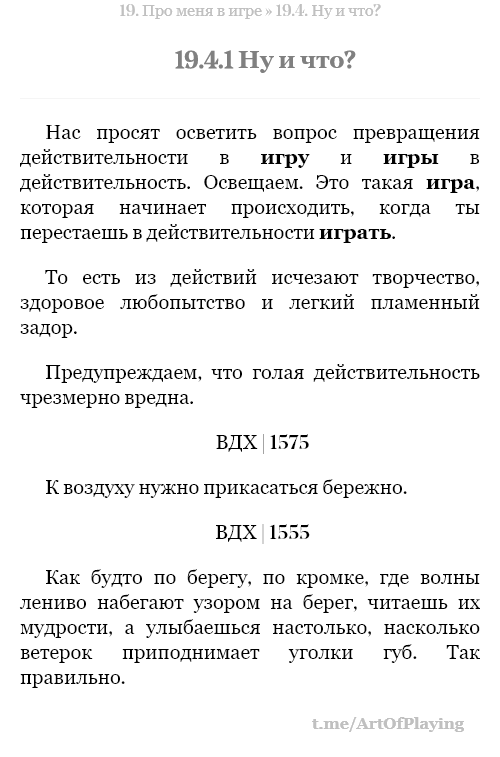 19. Про меня в игре » 19.4. Ну и что?
19.4.1 Ну и что?
Нас просят осветить вопрос превращения
действительности в игру и игры в
действительность. Освещаем. Это такая игра,
которая начинает происходить, когда ты
перестаешь в действительности играть.
То есть из действий исчезают творчество,
здоровое любопытство и легкий пламенный
задор.
Предупреждаем, что голая действительность
чрезмерно вредна.
ВДХ | 1575
К воздуху нужно прикасаться бережно.
ВДХ | 1555
Как будто по берегу, по кромке, где волны
лениво набегают узором на берег, читаешь их
мудрости, а улыбаешься настолько, насколько
ветерок приподнимает уголки губ. Так
правильно.
t.me/ArtOfPlaying